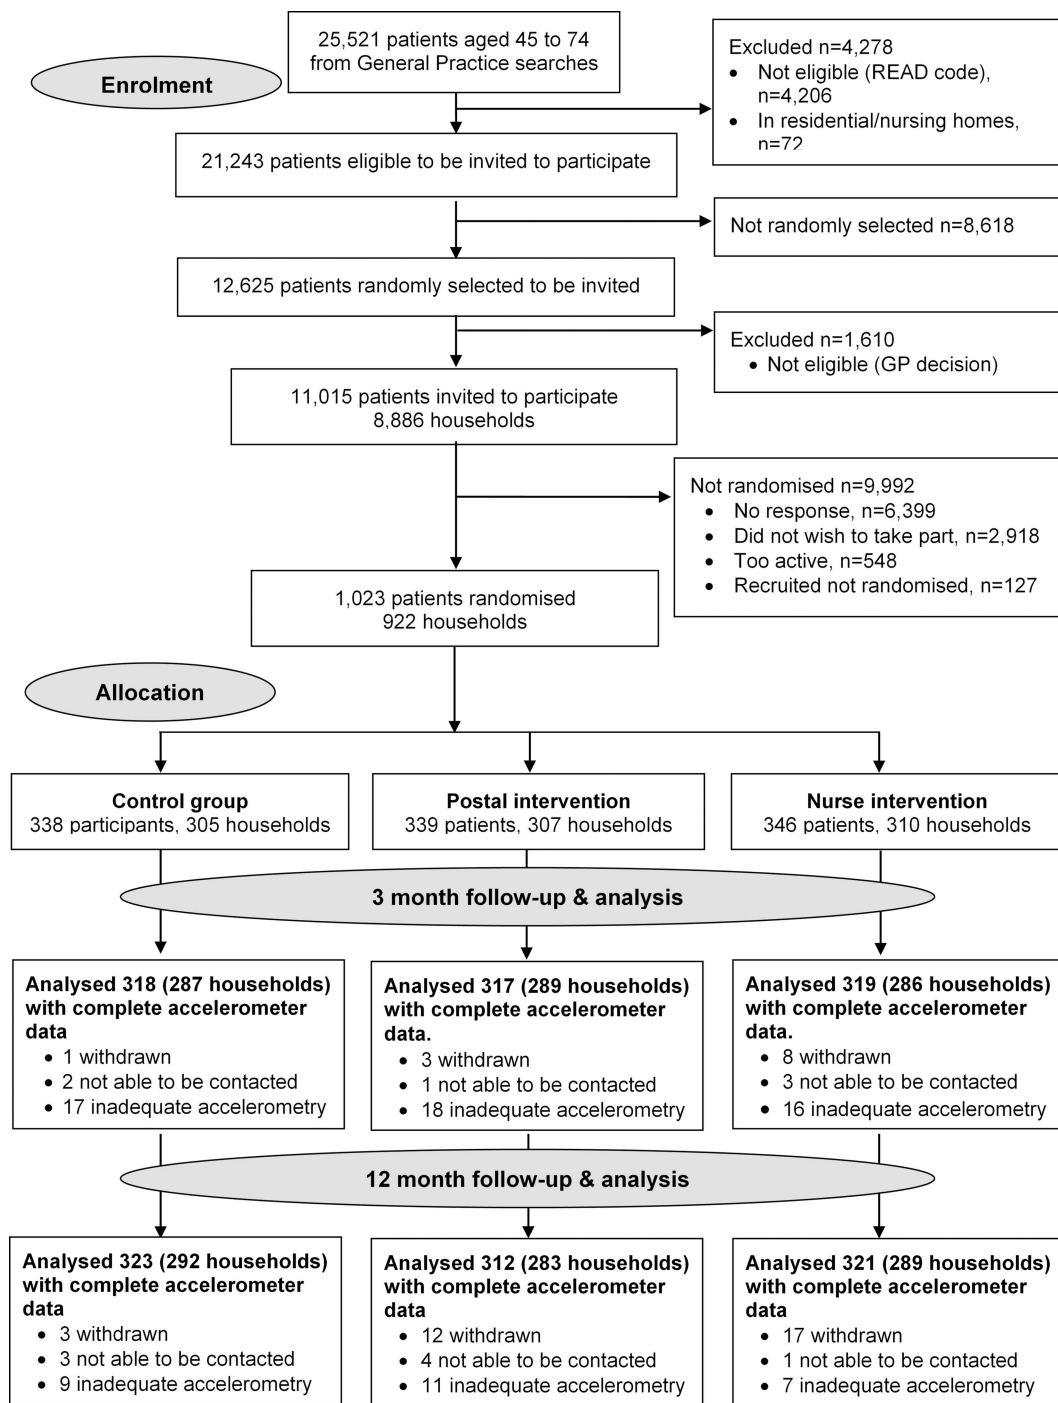 25,521 patients aged 45 to 74
from General Practice searches
Enrolment
Excluded n=4,278
• Not eligible (READ code),
n=4,206
• In residential/nursing homes,
n=72
21,243 patients eligible to be invited to participate
Not randomly selected n=8,618
12,625 patients randomly selected to be invited
Excluded n=1,610
• Not eligible (GP decision)
11,015 patients invited to participate
8,886 households
Not randomised n=9,992
• No response, n=6,399
• Did not wish to take part, n=2,918
• Too active, n=548
• Recruited not randomised, n=127
1,023 patients randomised
922 households
Allocation
Control group
338 participants, 305 households
Postal intervention
339 patients, 307 households
Nurse intervention
346 patients, 310 households
3 month follow-up & analysis
Analysed 318 (287 households)
with complete accelerometer
data
• 1 withdrawn
• 2 not able to be contacted
• 17 inadequate accelerometry
Analysed 317 (289 households)
with complete accelerometer
data.
• 3 withdrawn
• 1 not able to be contacted
• 18 inadequate accelerometry
Analysed 319 (286 households)
with complete accelerometer
data.
• 8 withdrawn
• 3 not able to be contacted
• 16 inadequate accelerometry
12 month follow-up & analysis
Analysed 323 (292 households)
with complete accelerometer
data
• 3 withdrawn
• 3 not able to be contacted
• 9 inadequate accelerometry
Analysed 312 (283 households)
with complete accelerometer
data
• 12 withdrawn
• 4 not able to be contacted
• 11 inadequate accelerometry
Analysed 321 (289 households)
with complete accelerometer
data
• 17 withdrawn
• 1 not able to be contacted
• 7 inadequate accelerometry